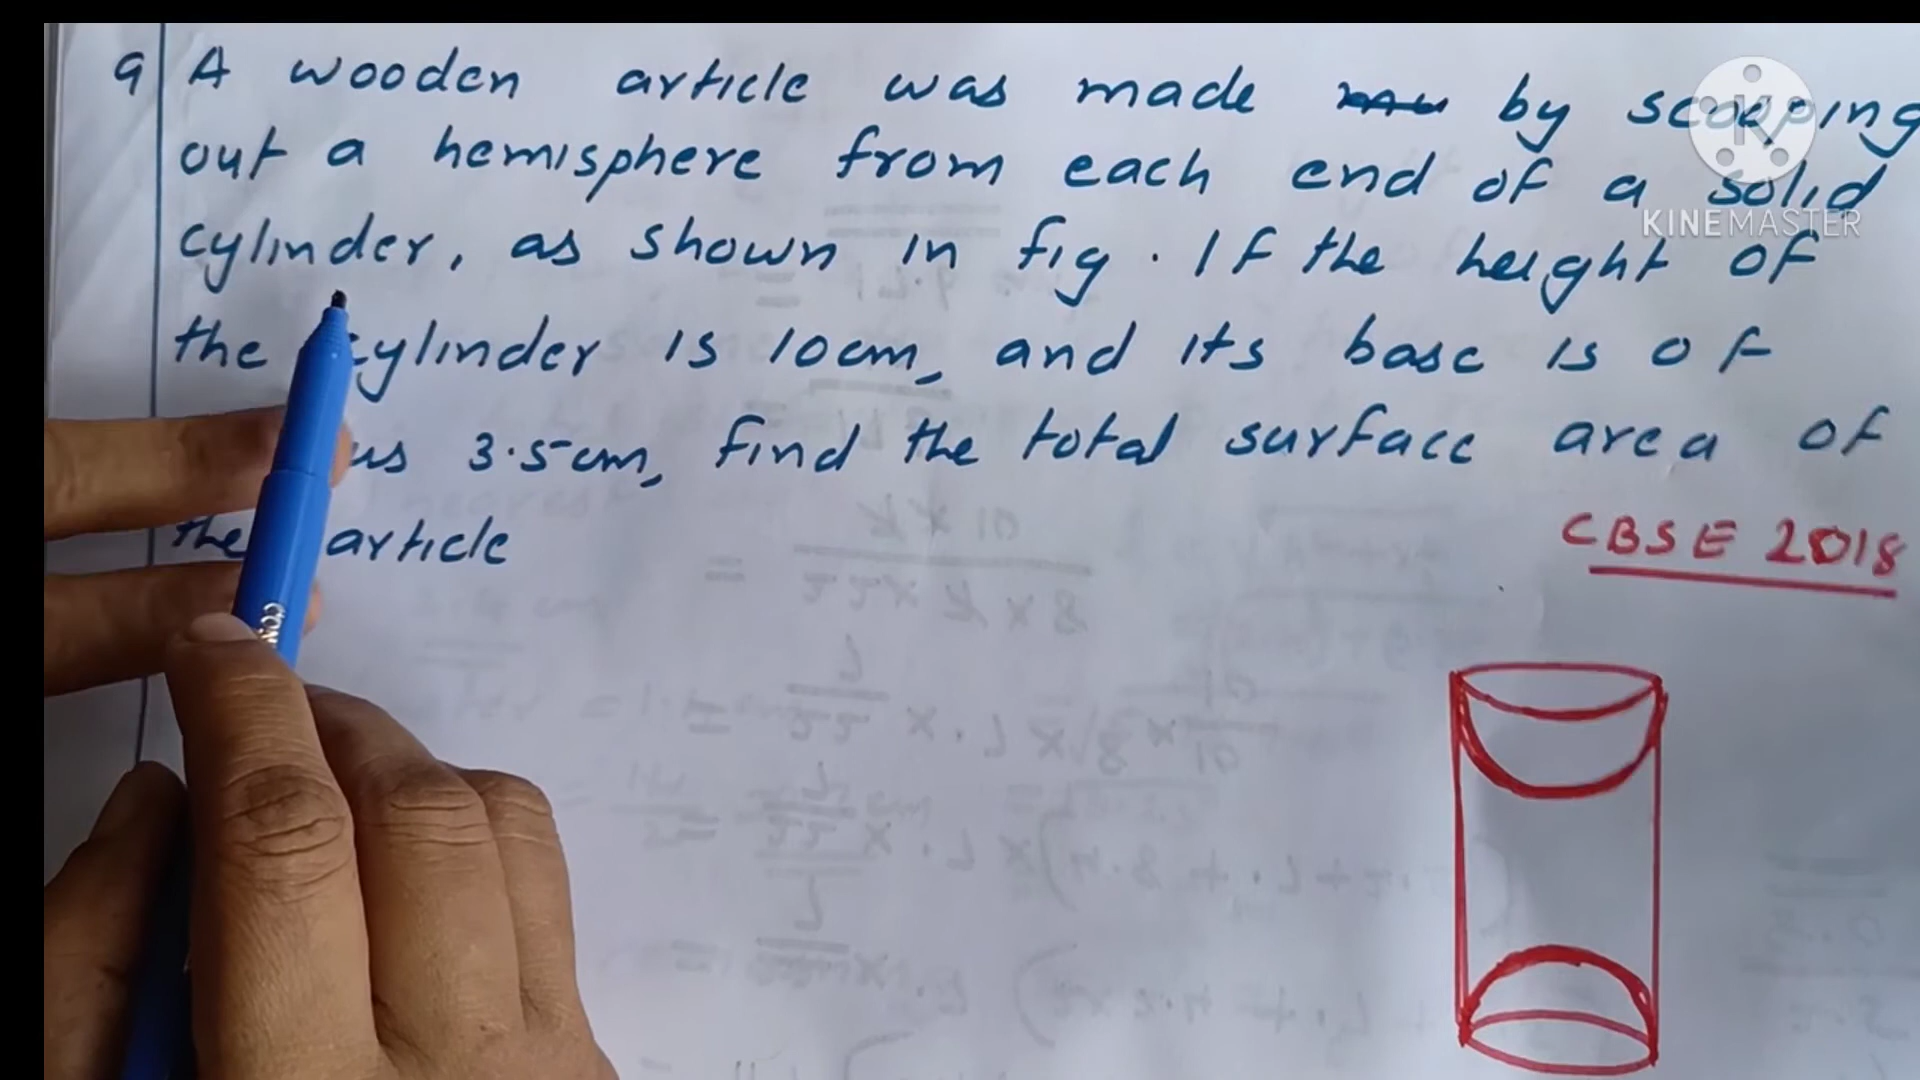 9 A wooden article was made by scooping
out a hemisphere from each end of a solid
cylinder, as shown in fig. If the height of
the cylinder is 10cm, and its base is of
us 3.5cm, find the total surface area of
the article
CBSE 2018
KINEMASTER